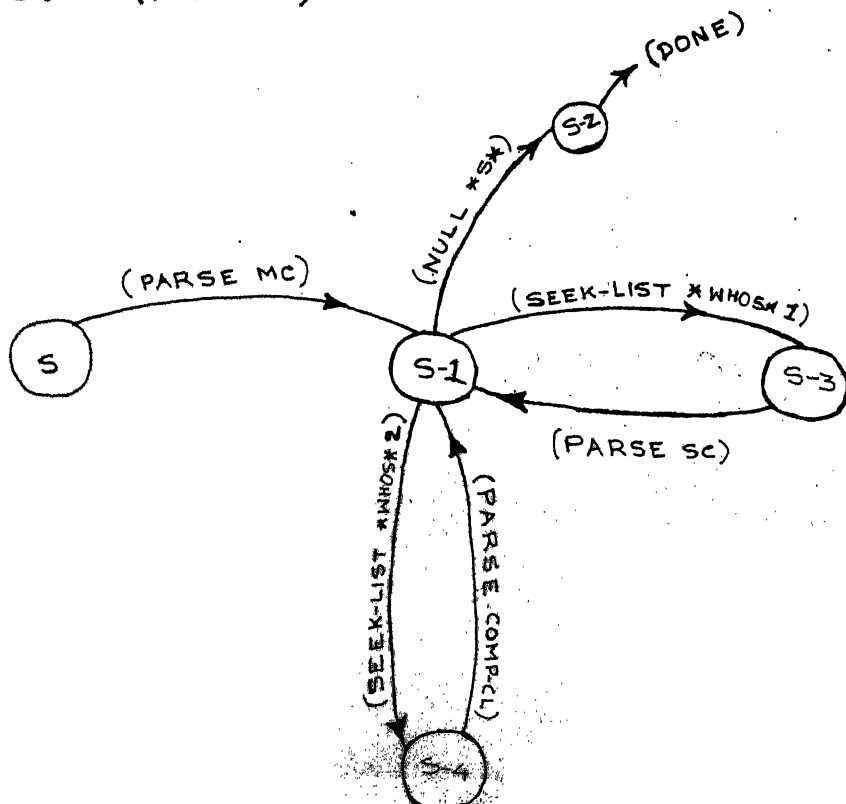 (DONE)
S-2
(NULL *S*)
(PARSE MC)
(SEEK-LIST *WHOS*1)
S
S-1
S-3
(PARSE SC)
(SEEK-LIST *WHOS*2)
(PARSE COMP-CL)
S-4